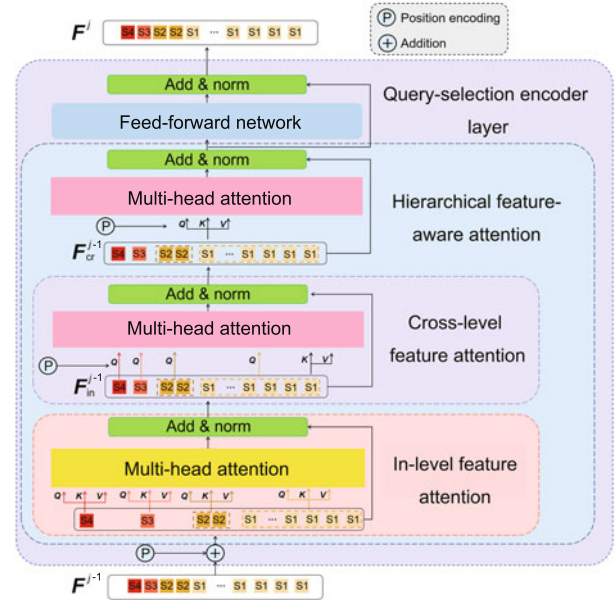 F^j
S4 S3 S2 S2 S1 ... S1 S1 S1 S1
P Position encoding
+ Addition
Add & norm
Feed-forward network
Query-selection encoder
layer
Add & norm
Multi-head attention
Hierarchical feature-
aware attention
P Q K V
F_cr^{j-1} S4 S3 S2 S2 S1 ... S1 S1 S1 S1 S1
Add & norm
Multi-head attention
Cross-level
feature attention
P Q Q Q Q K V
F_in^{j-1} S4 S3 S2 S2 S1 ... S1 S1 S1 S1 S1
Add & norm
Multi-head attention
In-level feature
attention
Q K V Q K V Q K V Q K V
S4 S3 S2 S2 S1 ... S1 S1 S1 S1 S1
P +
F^{j-1} S4 S3 S2 S2 S1 ... S1 S1 S1 S1